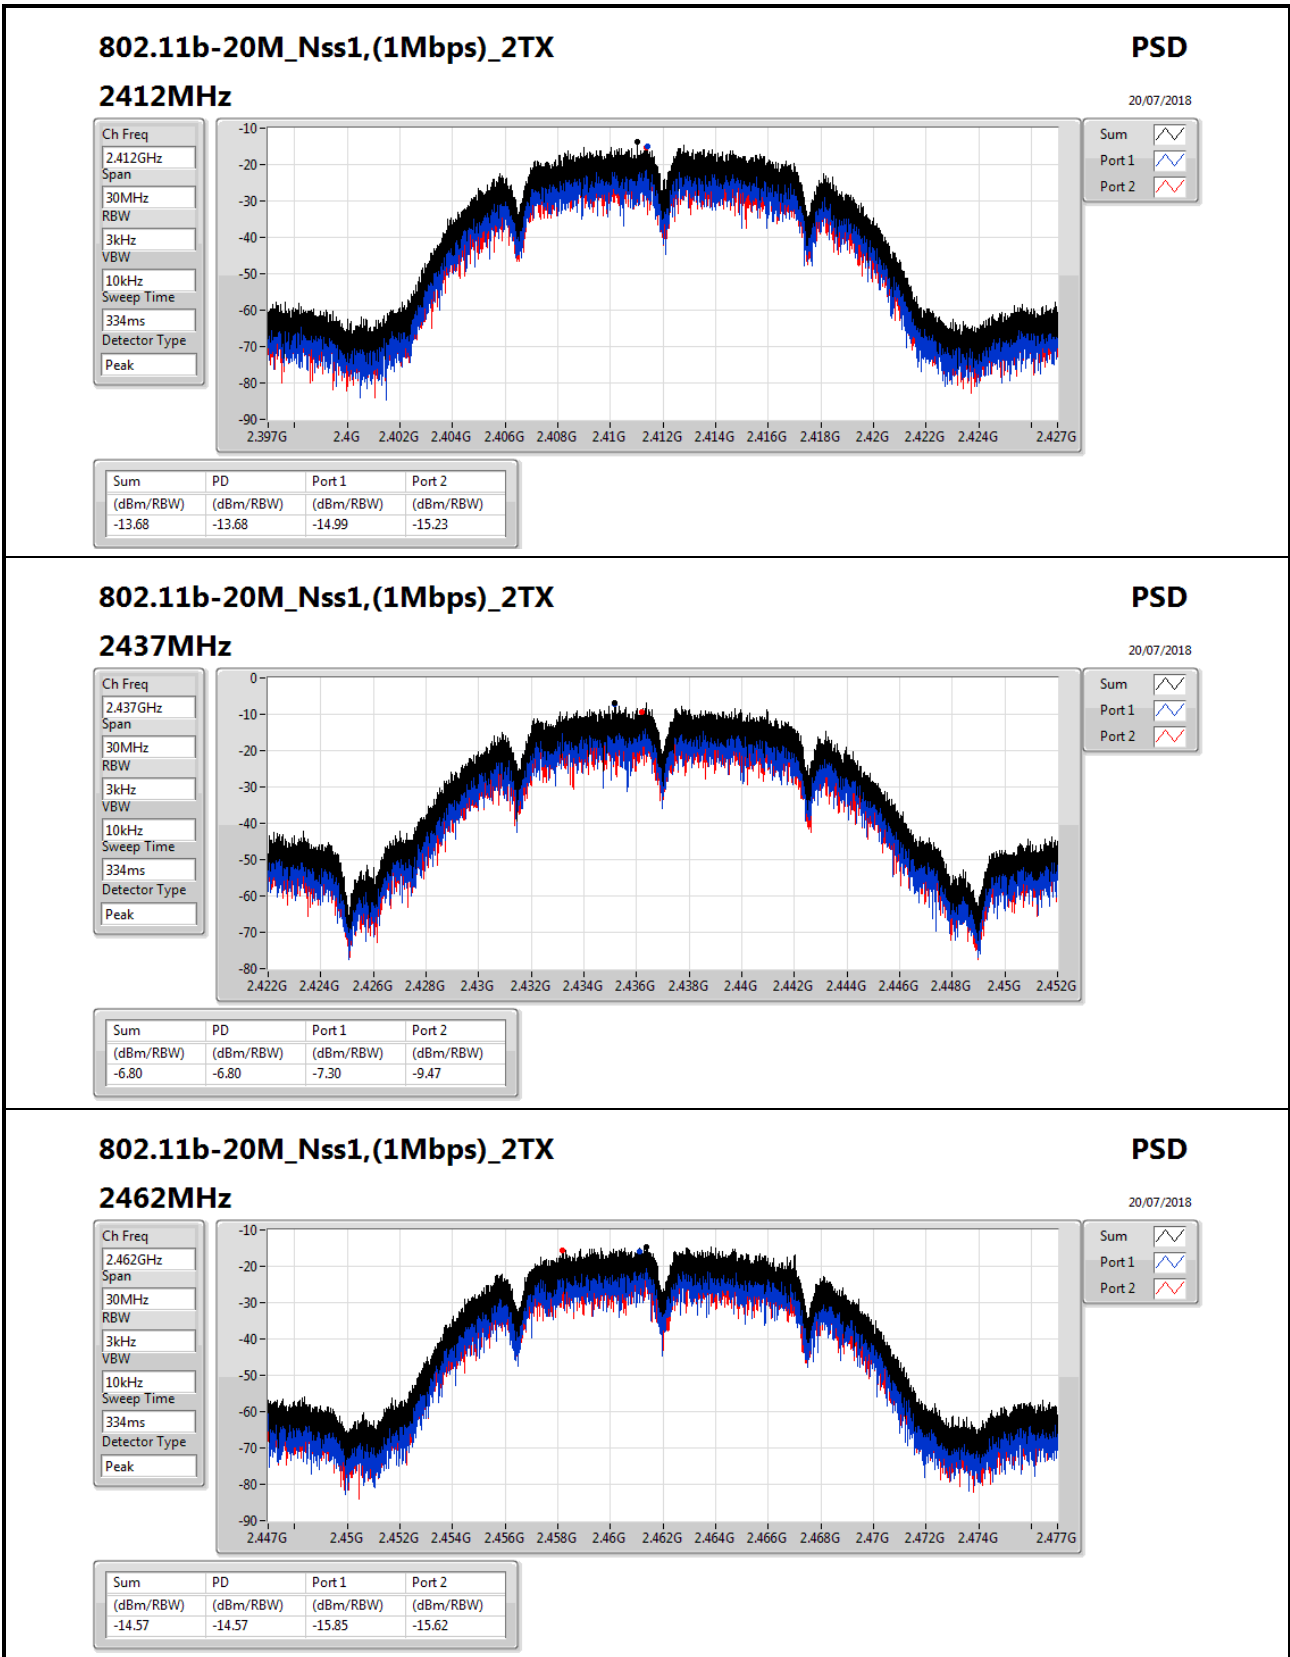 802.11b-20M_Nss1,(1Mbps)_2TX PSD
2412MHz 20/07/2018
Ch Freq
2.412GHz
Span
30MHz
RBW
3kHz
VBW
10kHz
Sweep Time
334ms
Detector Type
Peak
-10
-20
-30
-40
-50
-60
-70
-80
-90
2.397G 2.4G 2.402G 2.404G 2.406G 2.408G 2.41G 2.412G 2.414G 2.416G 2.418G 2.42G 2.422G 2.424G 2.427G
Sum
Port 1
Port 2
Sum PD Port 1 Port 2
(dBm/RBW) (dBm/RBW) (dBm/RBW) (dBm/RBW)
-13.68 -13.68 -14.99 -15.23
802.11b-20M_Nss1,(1Mbps)_2TX PSD
2437MHz 20/07/2018
Ch Freq
2.437GHz
Span
30MHz
RBW
3kHz
VBW
10kHz
Sweep Time
334ms
Detector Type
Peak
0
-10
-20
-30
-40
-50
-60
-70
-80
2.422G 2.424G 2.426G 2.428G 2.43G 2.432G 2.434G 2.436G 2.438G 2.44G 2.442G 2.444G 2.446G 2.448G 2.45G 2.452G
Sum
Port 1
Port 2
Sum PD Port 1 Port 2
(dBm/RBW) (dBm/RBW) (dBm/RBW) (dBm/RBW)
-6.80 -6.80 -7.30 -9.47
802.11b-20M_Nss1,(1Mbps)_2TX PSD
2462MHz 20/07/2018
Ch Freq
2.462GHz
Span
30MHz
RBW
3kHz
VBW
10kHz
Sweep Time
334ms
Detector Type
Peak
-10
-20
-30
-40
-50
-60
-70
-80
-90
2.447G 2.45G 2.452G 2.454G 2.456G 2.458G 2.46G 2.462G 2.464G 2.466G 2.468G 2.47G 2.472G 2.474G 2.477G
Sum
Port 1
Port 2
Sum PD Port 1 Port 2
(dBm/RBW) (dBm/RBW) (dBm/RBW) (dBm/RBW)
-14.57 -14.57 -15.85 -15.62